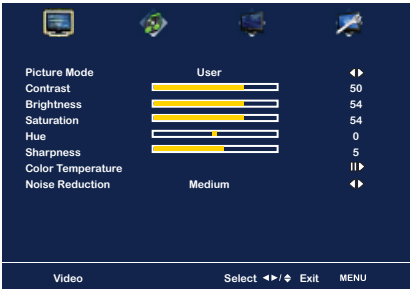 Picture Mode User
Contrast 50
Brightness 54
Saturation 54
Hue 0
Sharpness 5
Color Temperature
Noise Reduction Medium
Video Select ◄►/♦ Exit MENU